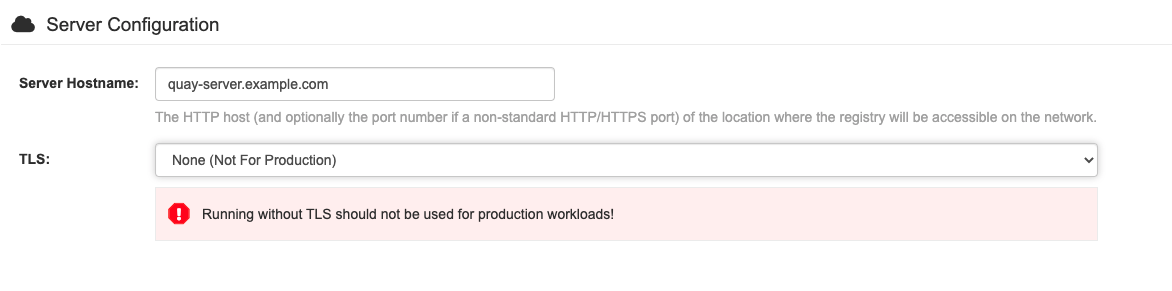 Server Configuration
Server Hostname:
quay-server.example.com
The HTTP host (and optionally the port number if a non-standard HTTP/HTTPS port) of the location where the registry will be accessible on the network.
TLS:
None (Not For Production)
Running without TLS should not be used for production workloads!